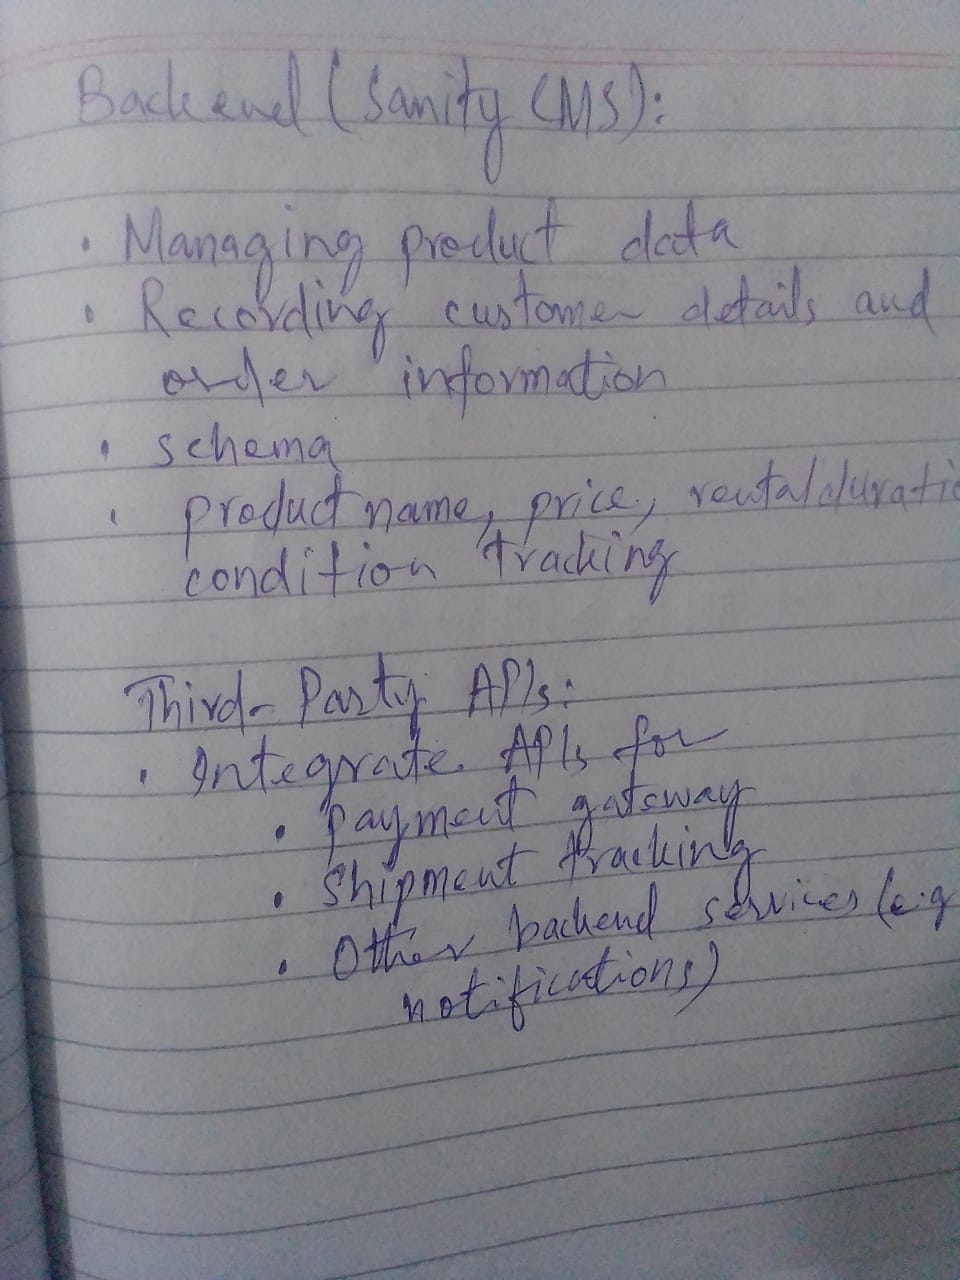 Backend (Sanity CMS):
• Managing product data
• Recording customer details and
order information
• schema
• product name, price, rental duratio
condition tracking
Third-Party APIs:
• Integrate APIs for
• payment gateway
• Shipment tracking
• Other backend services (e.g
notifications)